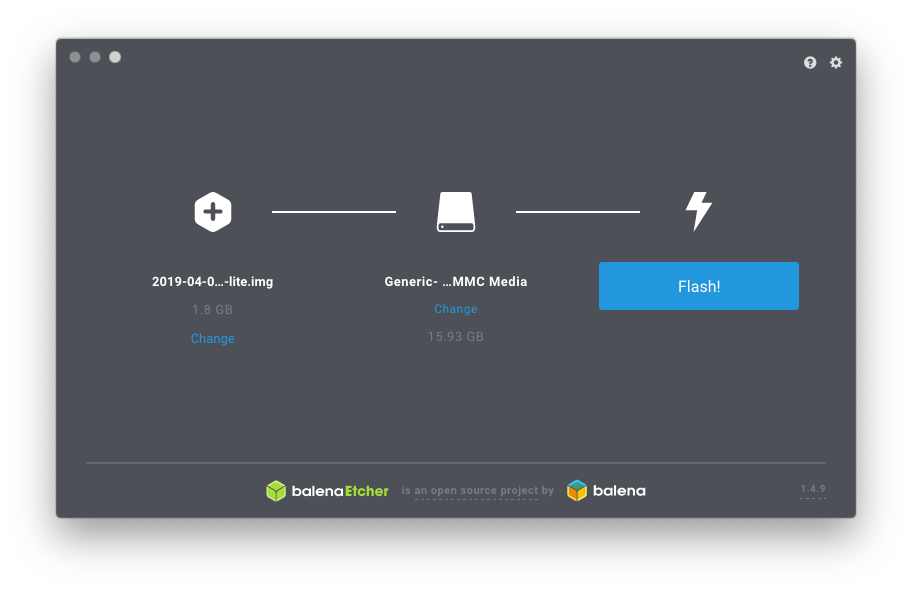 2019-04-0...-lite.img
1.8 GB
Change
Generic- ...MMC Media
Change
15.93 GB
Flash!
balenaEtcher is an open source project by balena
1.4.9